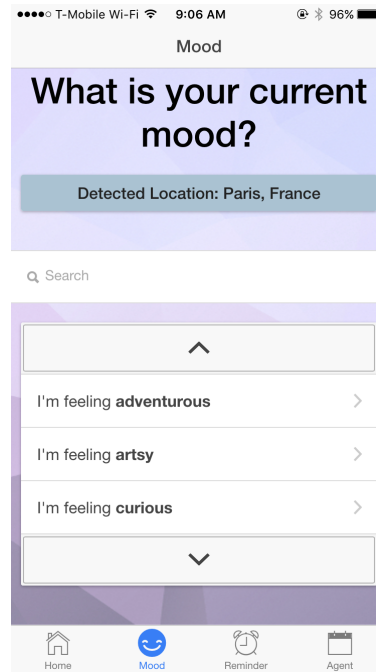 T-Mobile Wi-Fi 9:06 AM 96%
Mood
What is your current
mood?
Detected Location: Paris, France
Search
I'm feeling adventurous
I'm feeling artsy
I'm feeling curious
Home Mood Reminder Agent